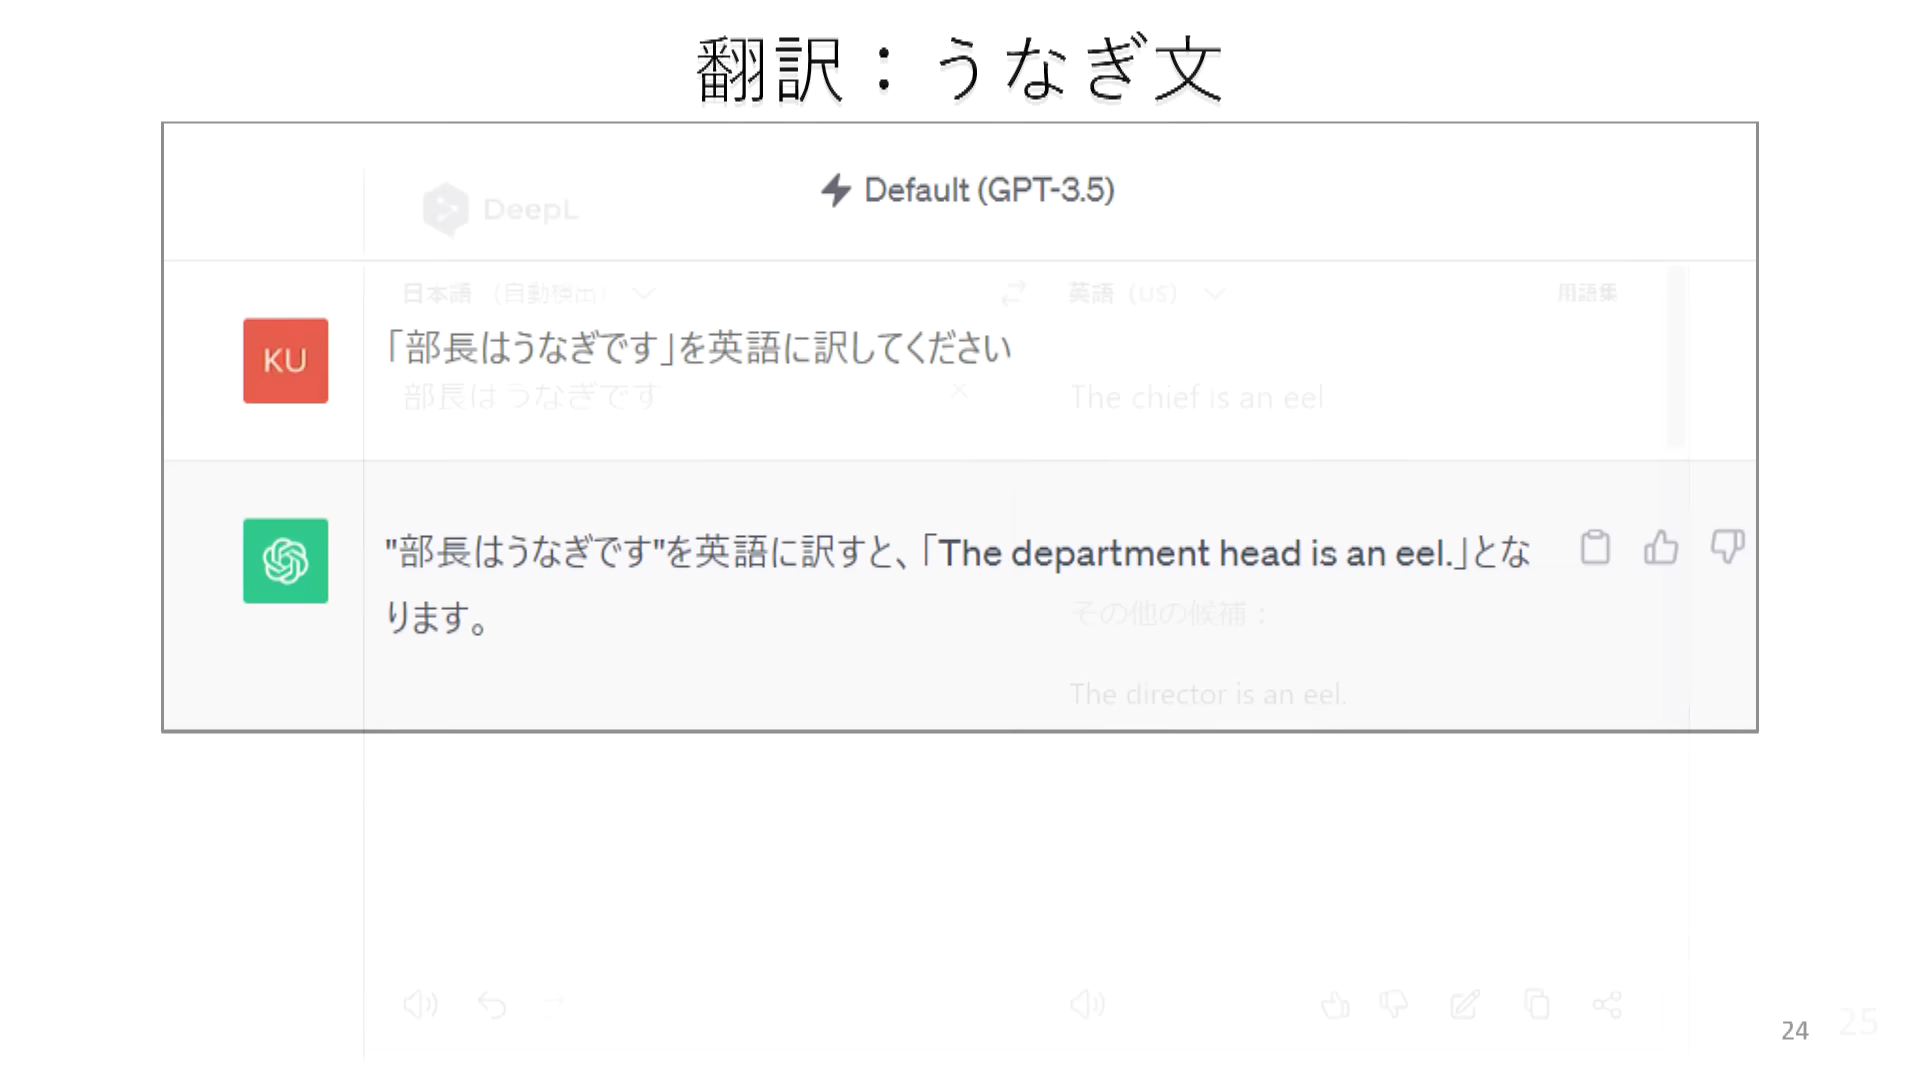 翻訳：うなぎ文
Default (GPT-3.5)
DeepL
日本語 （自動検出）
英語 (US)
用語集
KU
「部長はうなぎです」を英語に訳してください
部長はうなぎです
The chief is an eel
"部長はうなぎです"を英語に訳すと、「The department head is an eel.」とな
ります。
その他の候補：
The director is an eel.
24
25